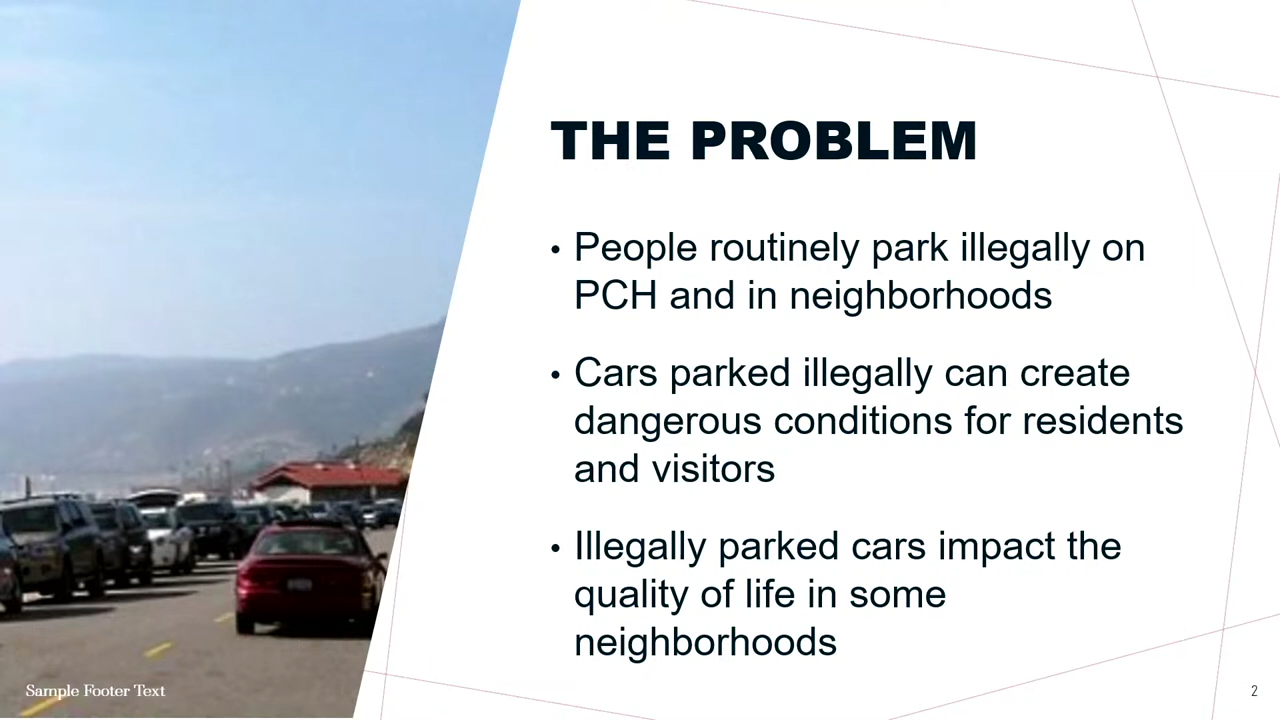 THE PROBLEM
• People routinely park illegally on
PCH and in neighborhoods
• Cars parked illegally can create
dangerous conditions for residents
and visitors
• Illegally parked cars impact the
quality of life in some
neighborhoods
Sample Footer Text
2